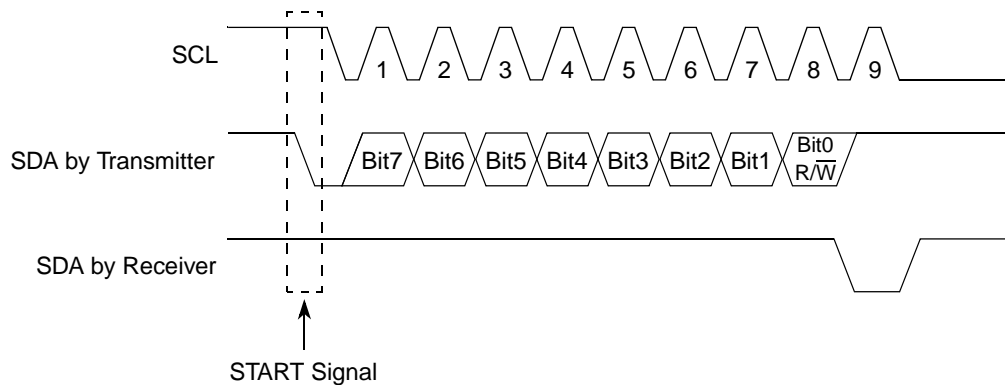 SCL
1 2 3 4 5 6 7 8 9
SDA by Transmitter
Bit7 Bit6 Bit5 Bit4 Bit3 Bit2 Bit1 Bit0
R/W̅
SDA by Receiver
START Signal